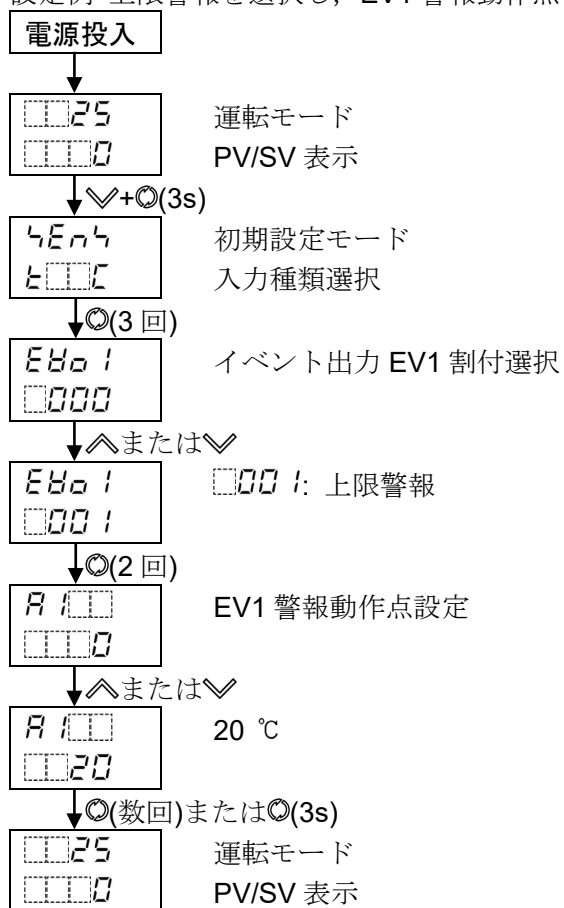 設定例 上限警報を選択し, EV1 警報動作点
電源投入
25 運転モード
0 PV/SV 表示
+(3s)
SEnS 初期設定モード
t C 入力種類選択
(3 回)
EVo1 イベント出力 EV1 割付選択
000
または
EVo1 001: 上限警報
001
(2 回)
A1 EV1 警報動作点設定
0
または
A1 20 ℃
20
(数回)または(3s)
25 運転モード
0 PV/SV 表示